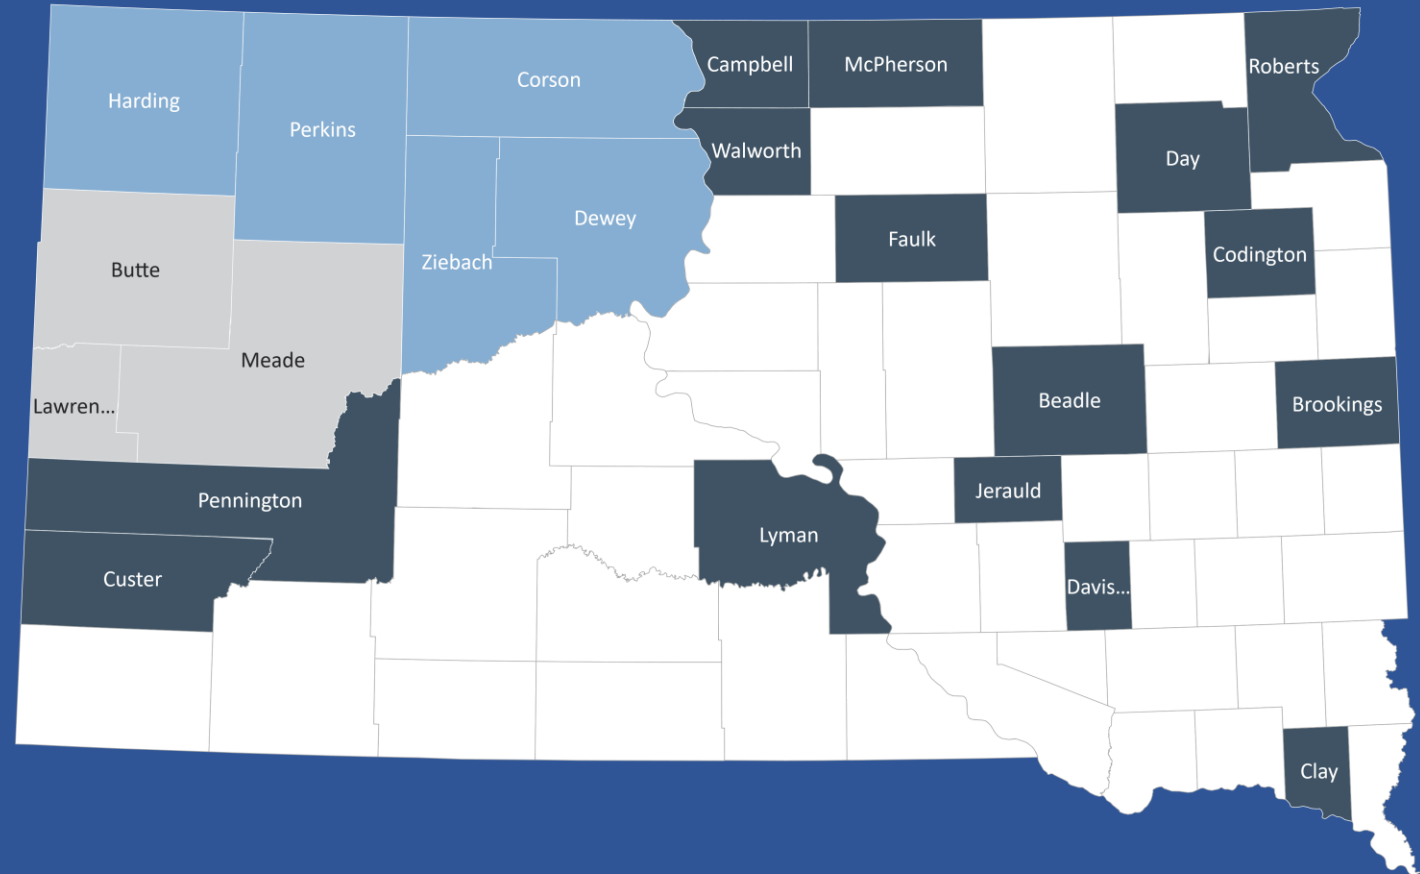 Campbell
McPherson
Roberts
Corson
Harding
Perkins
Walworth
Day
Dewey
Faulk
Codington
Ziebach
Butte
Meade
Beadle
Brookings
Lawren...
Jerauld
Pennington
Lyman
Custer
Davis...
Clay